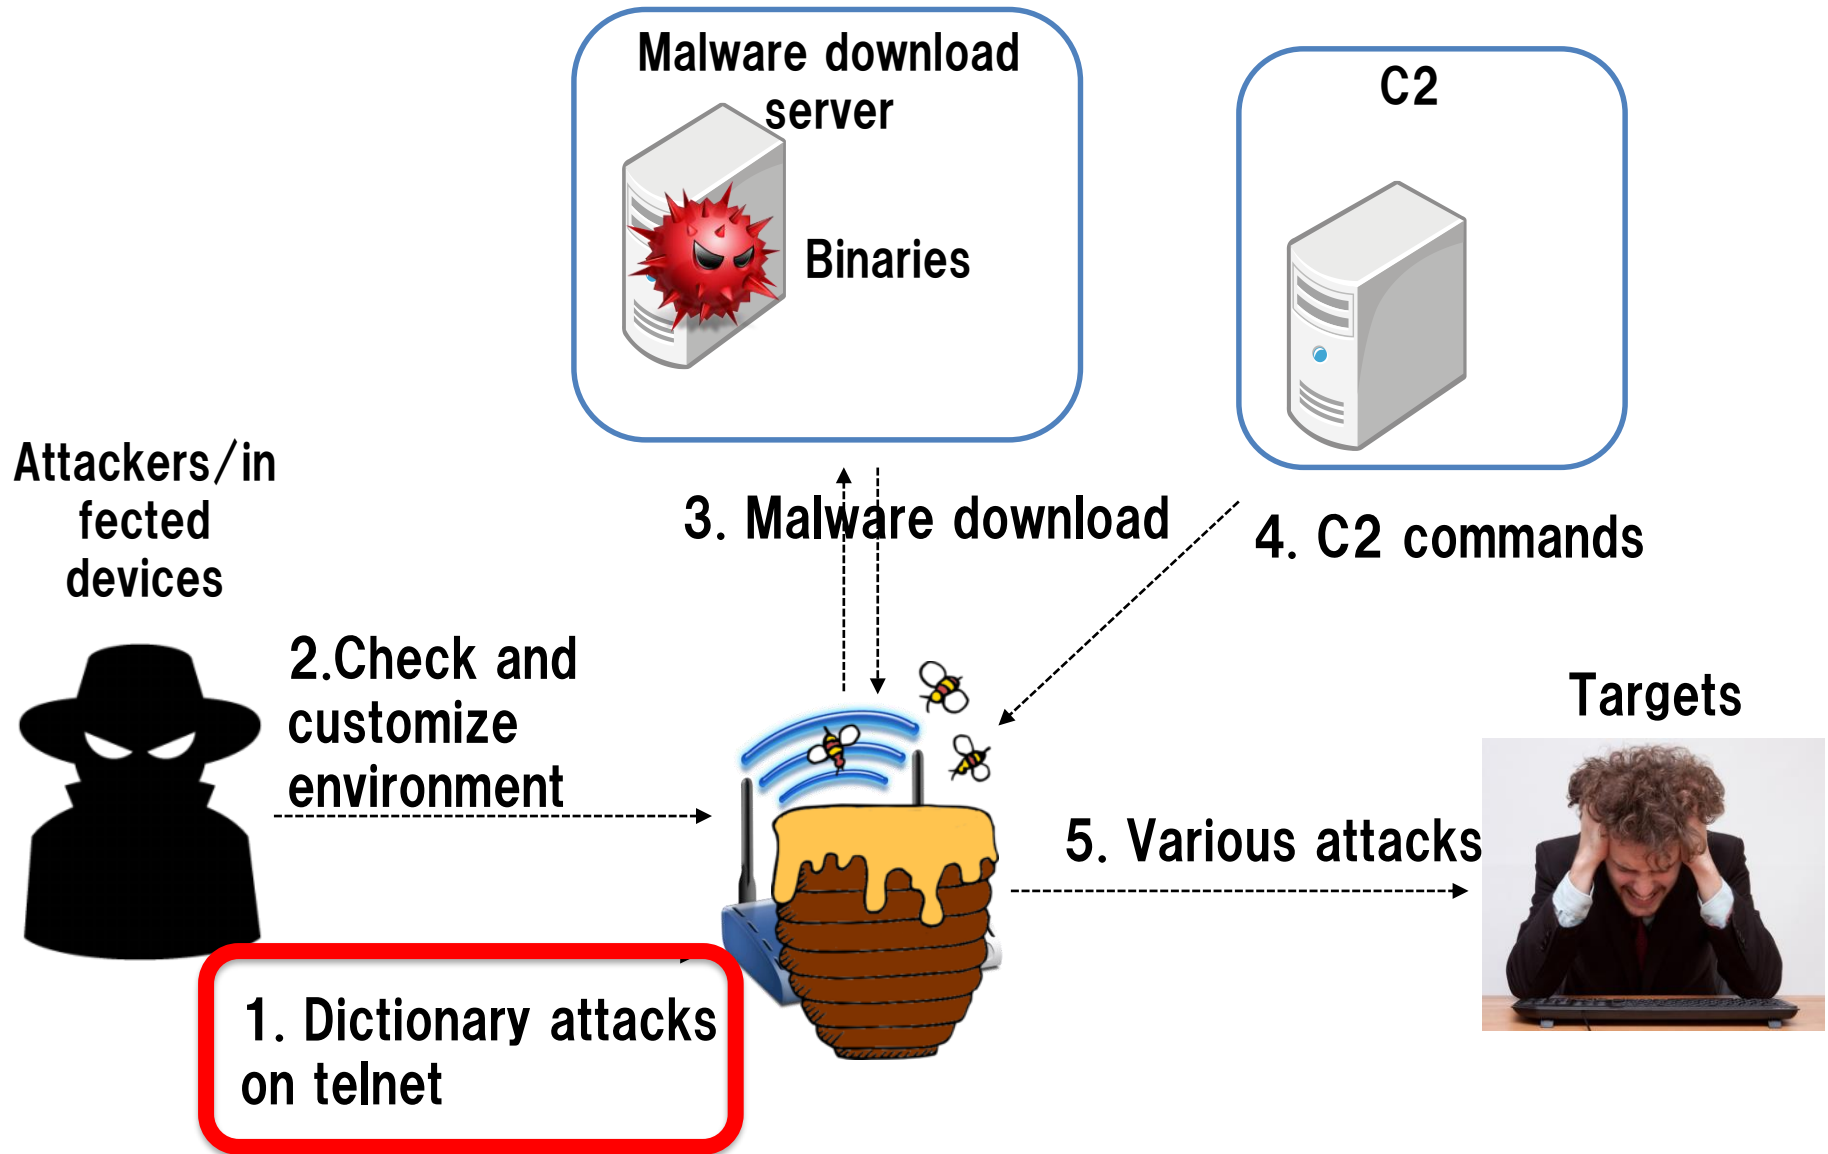 Malware download
server
Binaries
C2
Attackers/in
fected
devices
3. Malware download
4. C2 commands
2.Check and
customize
environment
Targets
5. Various attacks
1. Dictionary attacks
on telnet